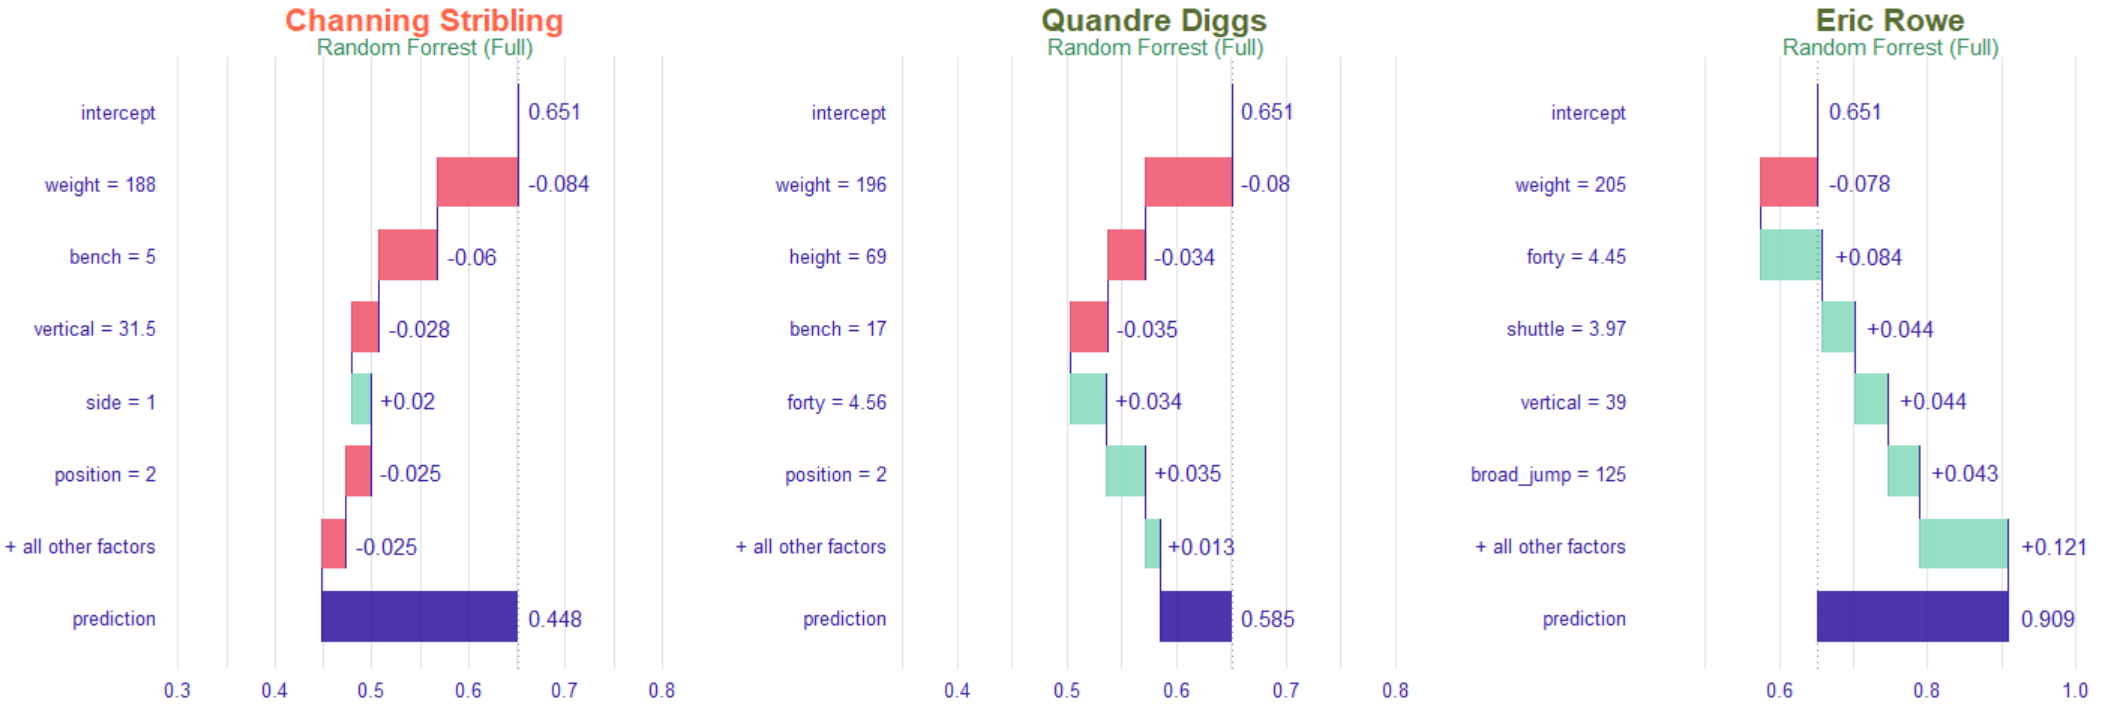 Channing Stribling
Random Forrest (Full)
intercept 0.651
weight = 188 -0.084
bench = 5 -0.06
vertical = 31.5 -0.028
side = 1 +0.02
position = 2 -0.025
+ all other factors -0.025
prediction 0.448
0.3 0.4 0.5 0.6 0.7 0.8
Quandre Diggs
Random Forrest (Full)
intercept 0.651
weight = 196 -0.08
height = 69 -0.034
bench = 17 -0.035
forty = 4.56 +0.034
position = 2 +0.035
+ all other factors +0.013
prediction 0.585
0.4 0.5 0.6 0.7 0.8
Eric Rowe
Random Forrest (Full)
intercept 0.651
weight = 205 -0.078
forty = 4.45 +0.084
shuttle = 3.97 +0.044
vertical = 39 +0.044
broad_jump = 125 +0.043
+ all other factors +0.121
prediction 0.909
0.6 0.8 1.0